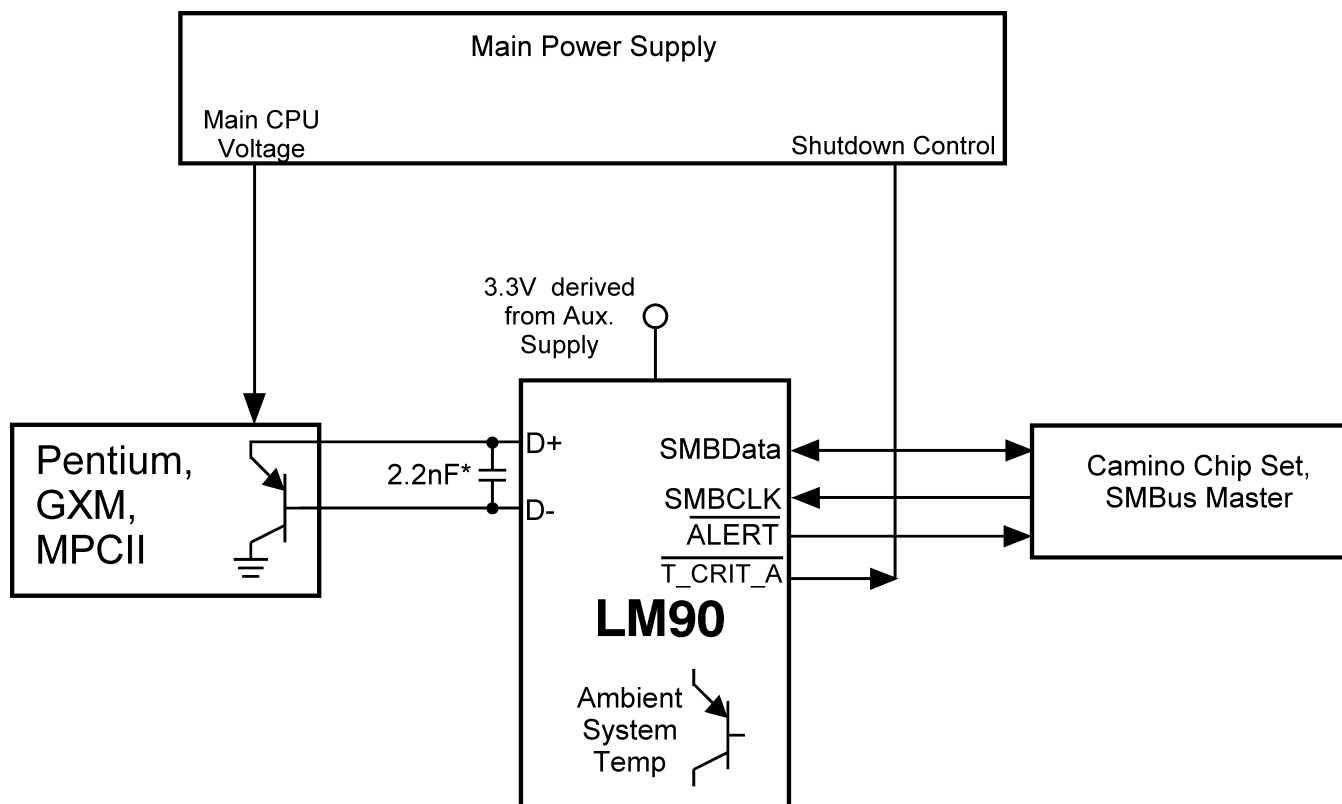 Main Power Supply
Main CPU
Voltage
Shutdown Control
3.3V derived
from Aux.
Supply
Pentium,
GXM,
MPCII
2.2nF*
D+
D-
SMBData
SMBCLK
ALERT
T_CRIT_A
LM90
Ambient
System
Temp
Camino Chip Set,
SMBus Master